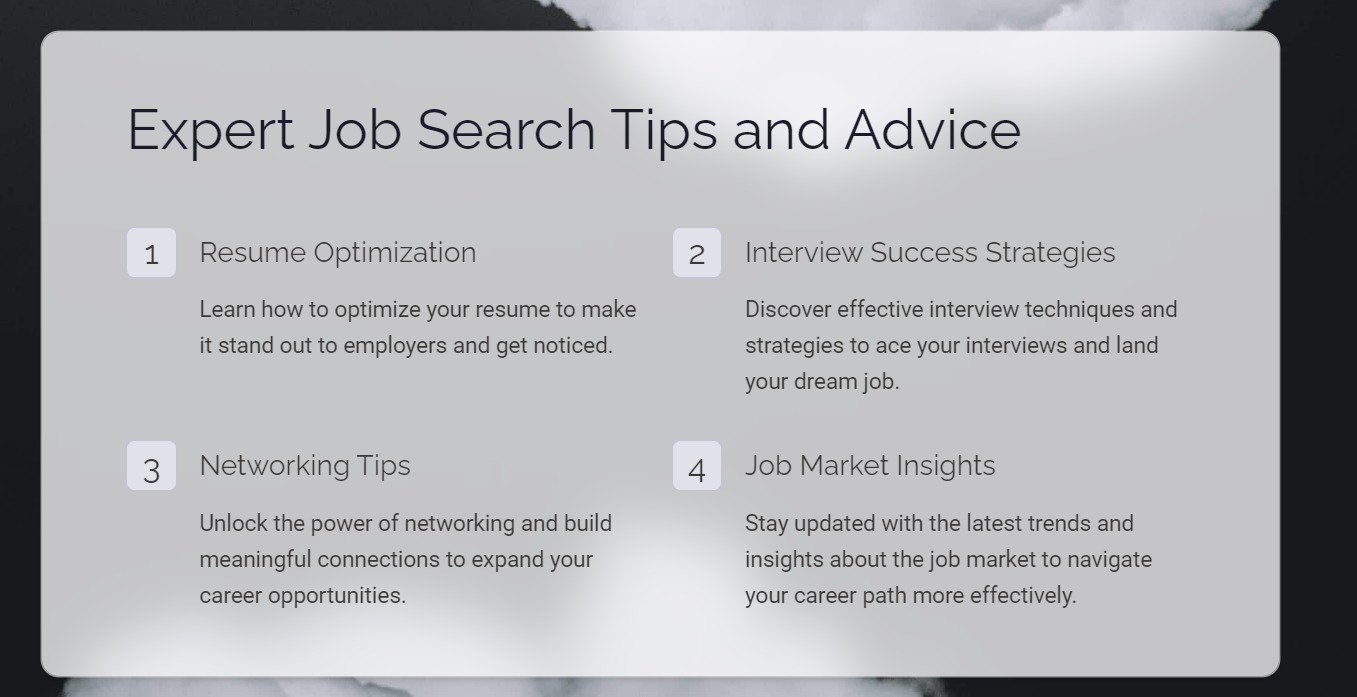 Expert Job Search Tips and Advice
1
Resume Optimization
Learn how to optimize your resume to make
it stand out to employers and get noticed.
2
Interview Success Strategies
Discover effective interview techniques and
strategies to ace your interviews and land
your dream job.
3
Networking Tips
Unlock the power of networking and build
meaningful connections to expand your
career opportunities.
4
Job Market Insights
Stay updated with the latest trends and
insights about the job market to navigate
your career path more effectively.